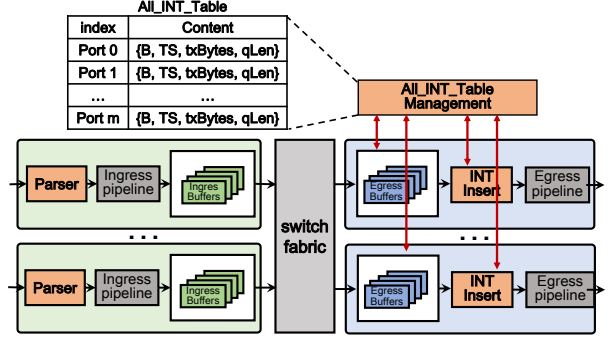 All_INT_Table
index Content
Port 0 {B, TS, txBytes, qLen}
Port 1 {B, TS, txBytes, qLen}
... ...
Port m {B, TS, txBytes, qLen}
All_INT_Table
Management
Parser
Ingress
pipeline
Ingres
Buffers
switch
fabric
Egress
Buffers
INT
Insert
Egress
pipeline
...
...
Parser
Ingress
pipeline
Ingress
Buffers
Egress
Buffers
INT
Insert
Egress
pipeline